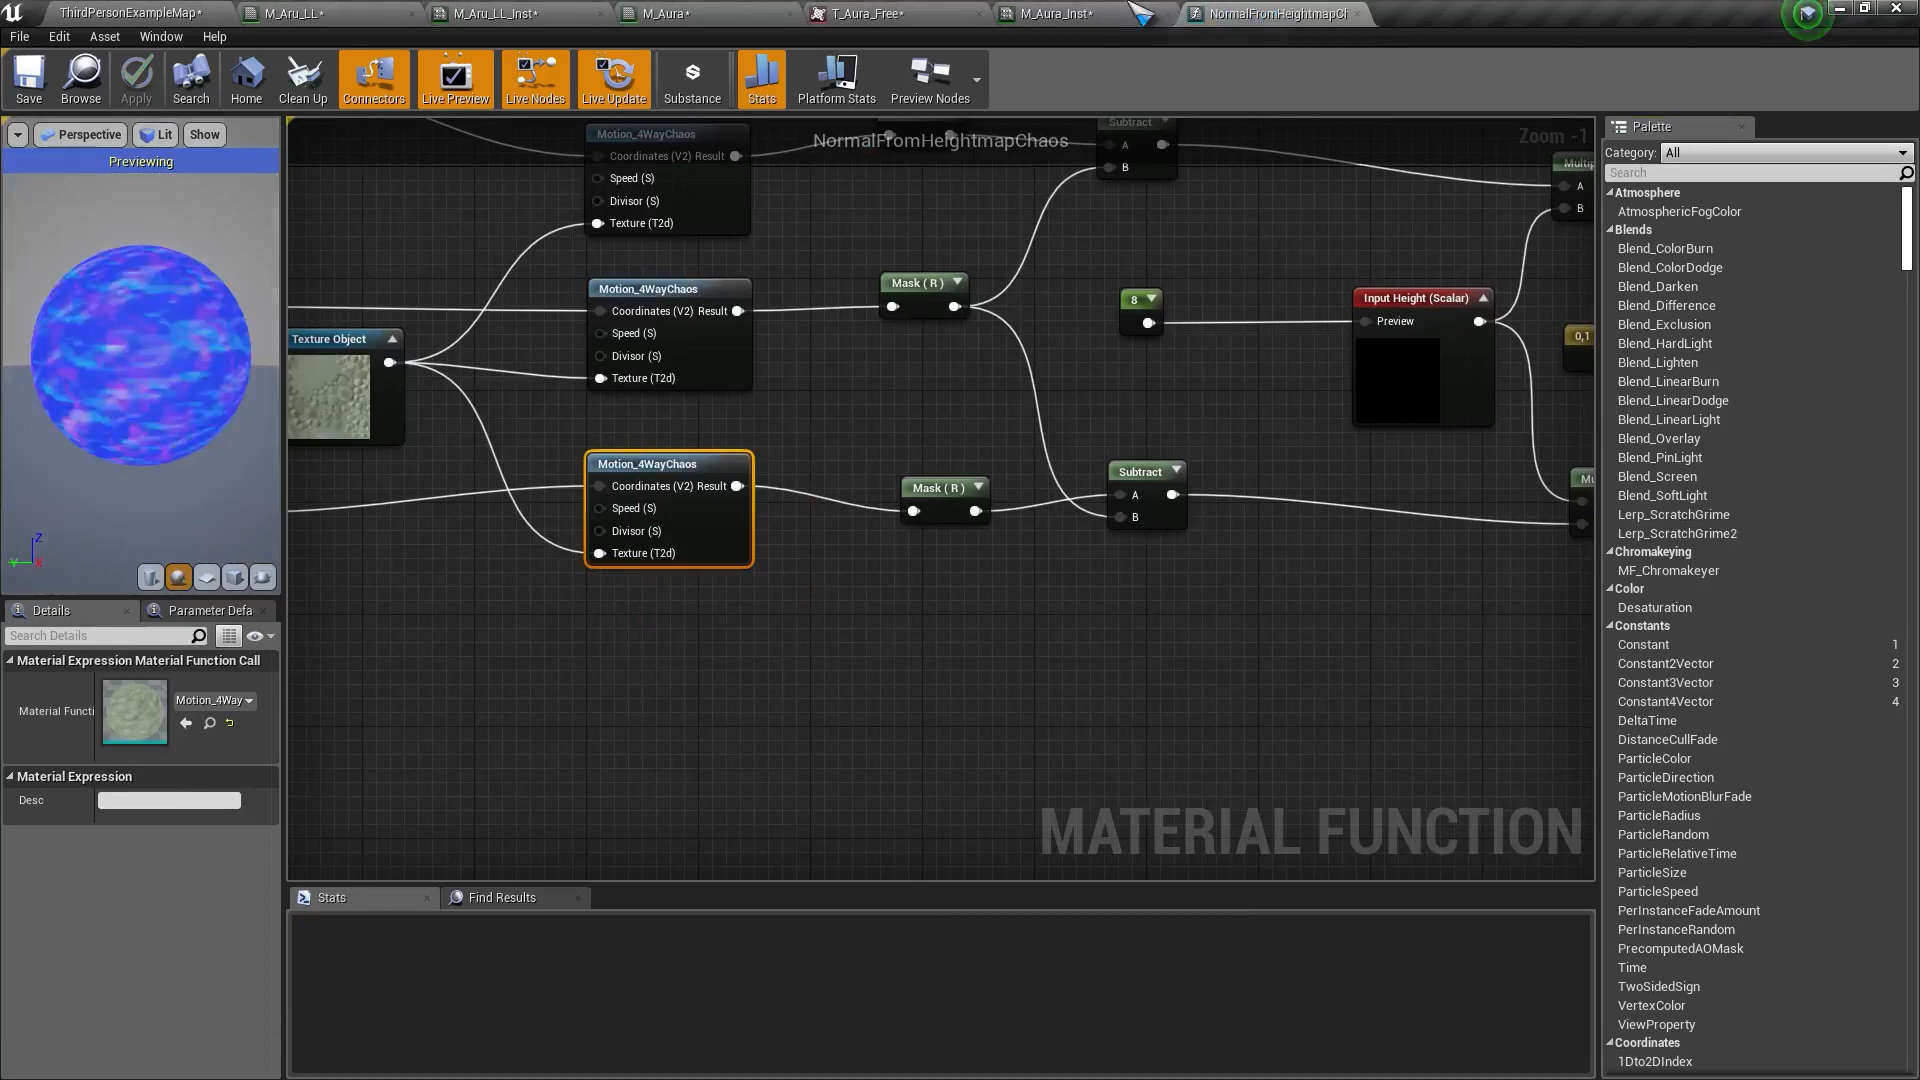 ThirdPersonExampleMap*
M_Aru_LL*
M_Aru_LL_Inst*
M_Aura*
T_Aura_Free*
M_Aura_Inst*
NormalFromHeightmapCh
File Edit Asset Window Help
Save Browse Apply Search Home Clean Up Connectors Live Preview Live Nodes Live Update Substance Stats Platform Stats Preview Nodes
Perspective Lit Show
Previewing
Z
Y
X
Details
Parameter Defa
Search Details
Material Expression Material Function Call
Material Functi
Motion_4Way
Material Expression
Desc
NormalFromHeightmapChaos
Zoom -1
Motion_4WayChaos
Coordinates (V2) Result
Speed (S)
Divisor (S)
Texture (T2d)
Subtract
A
B
Multip
A
B
Texture Object
Motion_4WayChaos
Coordinates (V2) Result
Speed (S)
Divisor (S)
Texture (T2d)
Mask ( R )
8
Input Height (Scalar)
Preview
0,1
Motion_4WayChaos
Coordinates (V2) Result
Speed (S)
Divisor (S)
Texture (T2d)
Mask ( R )
Subtract
A
B
Mu
MATERIAL FUNCTION
Stats
Find Results
Palette
Category: All
Search
Atmosphere
AtmosphericFogColor
Blends
Blend_ColorBurn
Blend_ColorDodge
Blend_Darken
Blend_Difference
Blend_Exclusion
Blend_HardLight
Blend_Lighten
Blend_LinearBurn
Blend_LinearDodge
Blend_LinearLight
Blend_Overlay
Blend_PinLight
Blend_Screen
Blend_SoftLight
Lerp_ScratchGrime
Lerp_ScratchGrime2
Chromakeying
MF_Chromakeyer
Color
Desaturation
Constants
Constant 1
Constant2Vector 2
Constant3Vector 3
Constant4Vector 4
DeltaTime
DistanceCullFade
ParticleColor
ParticleDirection
ParticleMotionBlurFade
ParticleRadius
ParticleRandom
ParticleRelativeTime
ParticleSize
ParticleSpeed
PerInstanceFadeAmount
PerInstanceRandom
PrecomputedAOMask
Time
TwoSidedSign
VertexColor
ViewProperty
Coordinates
1Dto2DIndex